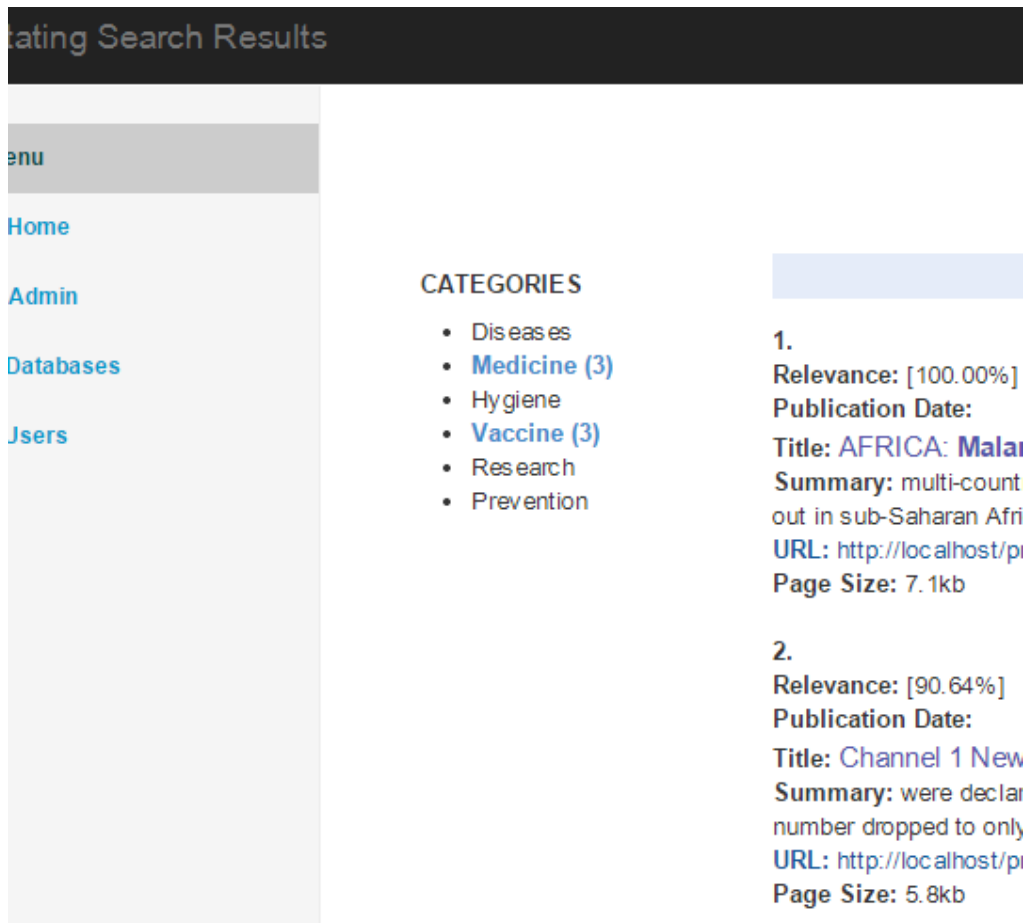 tating Search Results
enu
Home
Admin
Databases
Users
CATEGORIES
• Diseases
• Medicine (3)
• Hygiene
• Vaccine (3)
• Research
• Prevention
1.
Relevance: [100.00%]
Publication Date:
Title: AFRICA: Malar
Summary: multi-count
out in sub-Saharan Afri
URL: http://localhost/pr
Page Size: 7.1kb
2.
Relevance: [90.64%]
Publication Date:
Title: Channel 1 New
Summary: were declar
number dropped to only
URL: http://localhost/pr
Page Size: 5.8kb